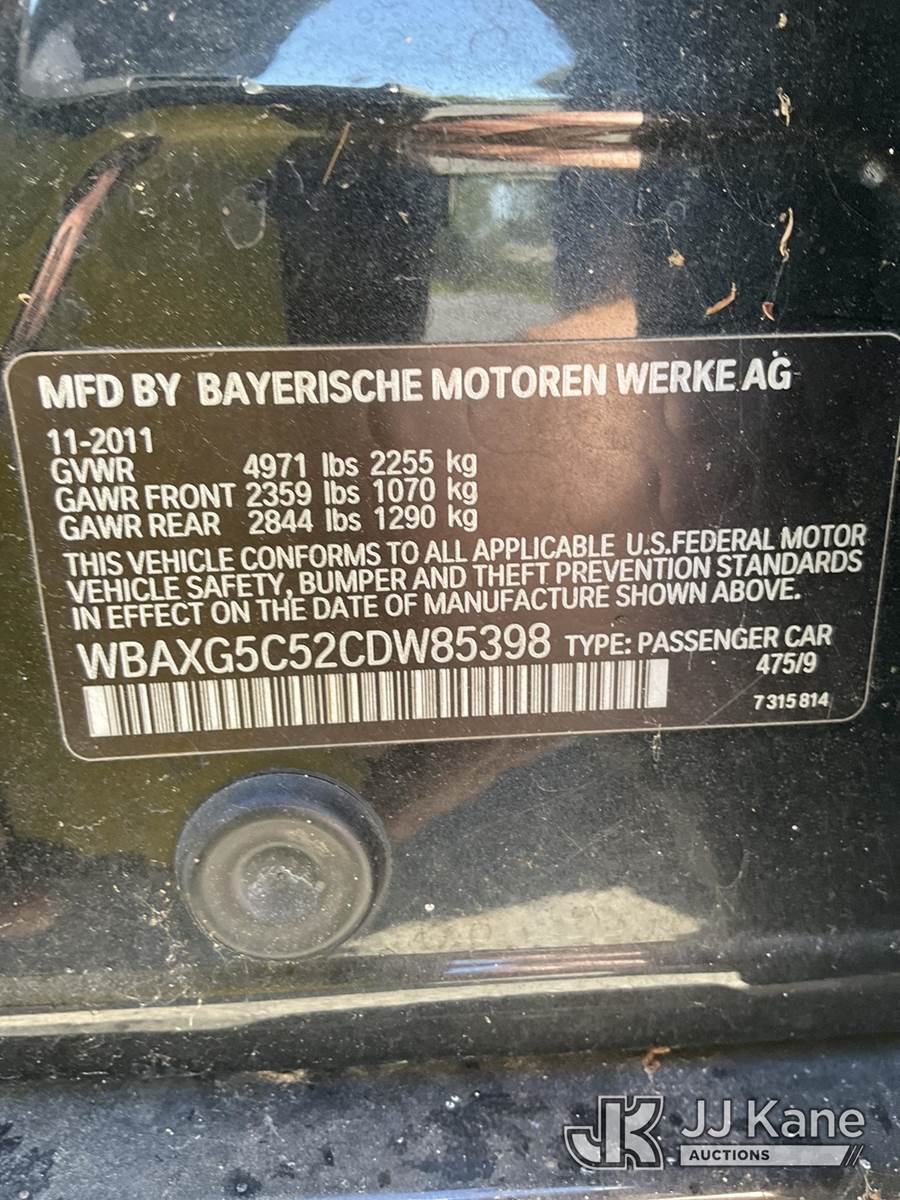 MFD BY BAYERISCHE MOTOREN WERKE AG
11-2011
GVWR 4971 lbs 2255 kg
GAWR FRONT 2359 lbs 1070 kg
GAWR REAR 2844 lbs 1290 kg
THIS VEHICLE CONFORMS TO ALL APPLICABLE U.S.FEDERAL MOTOR
VEHICLE SAFETY, BUMPER AND THEFT PREVENTION STANDARDS
IN EFFECT ON THE DATE OF MANUFACTURE SHOWN ABOVE.
WBAXG5C52CDW85398 TYPE: PASSENGER CAR
475/9
7 315 814
JK JJ Kane
AUCTIONS